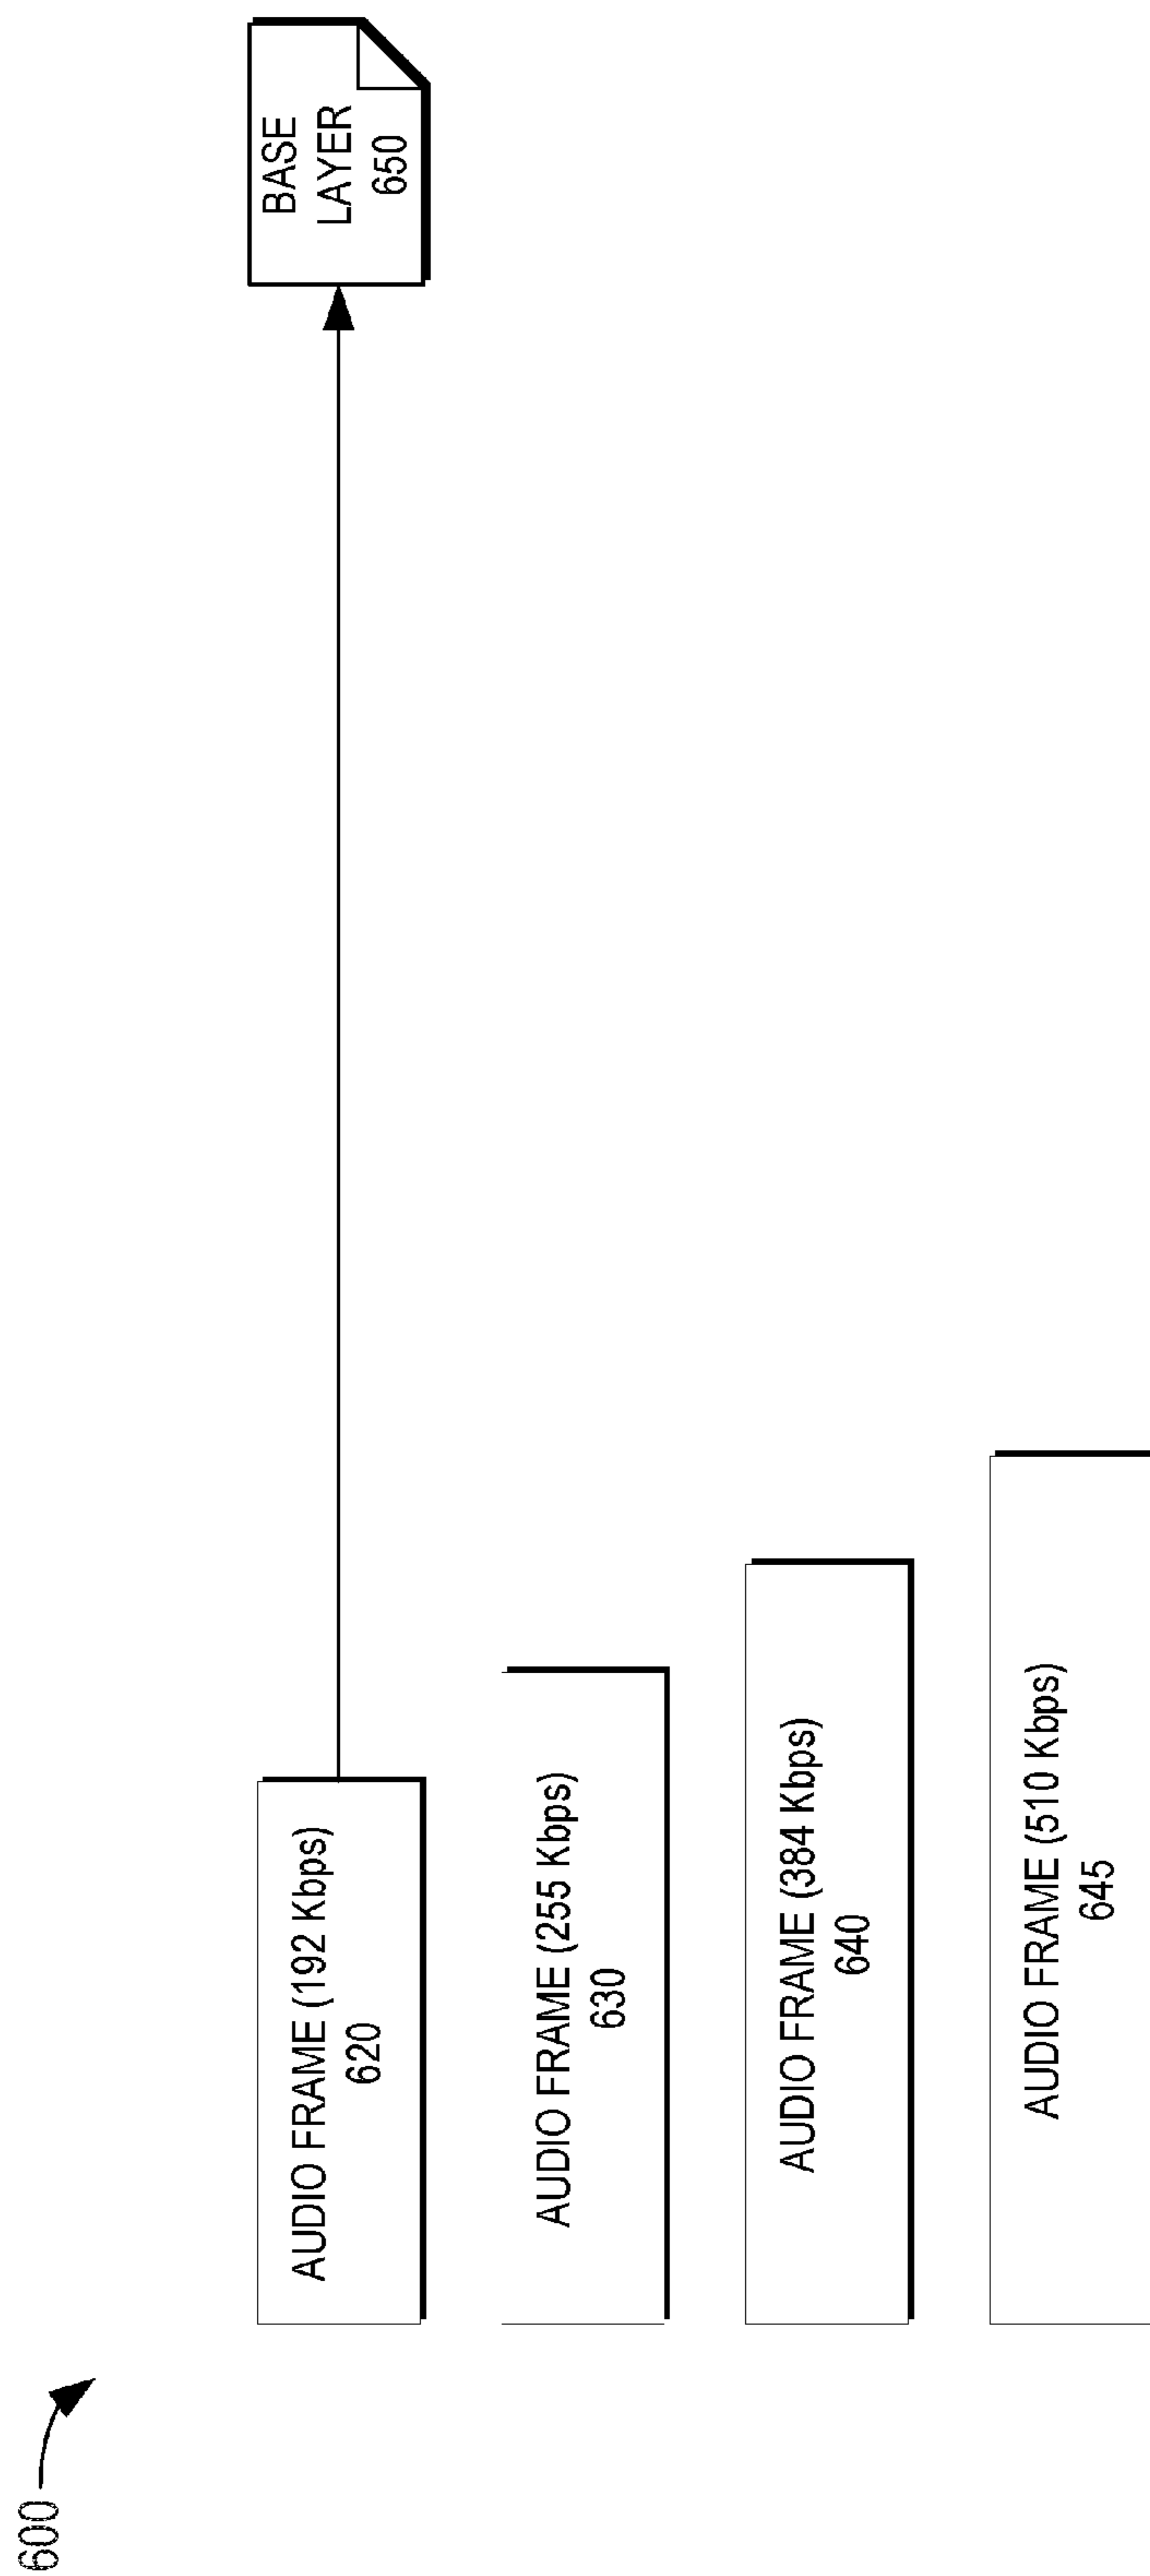 600
AUDIO FRAME (192 Kbps)
620
BASE
LAYER
650
AUDIO FRAME (255 Kbps)
630
AUDIO FRAME (384 Kbps)
640
AUDIO FRAME (510 Kbps)
645